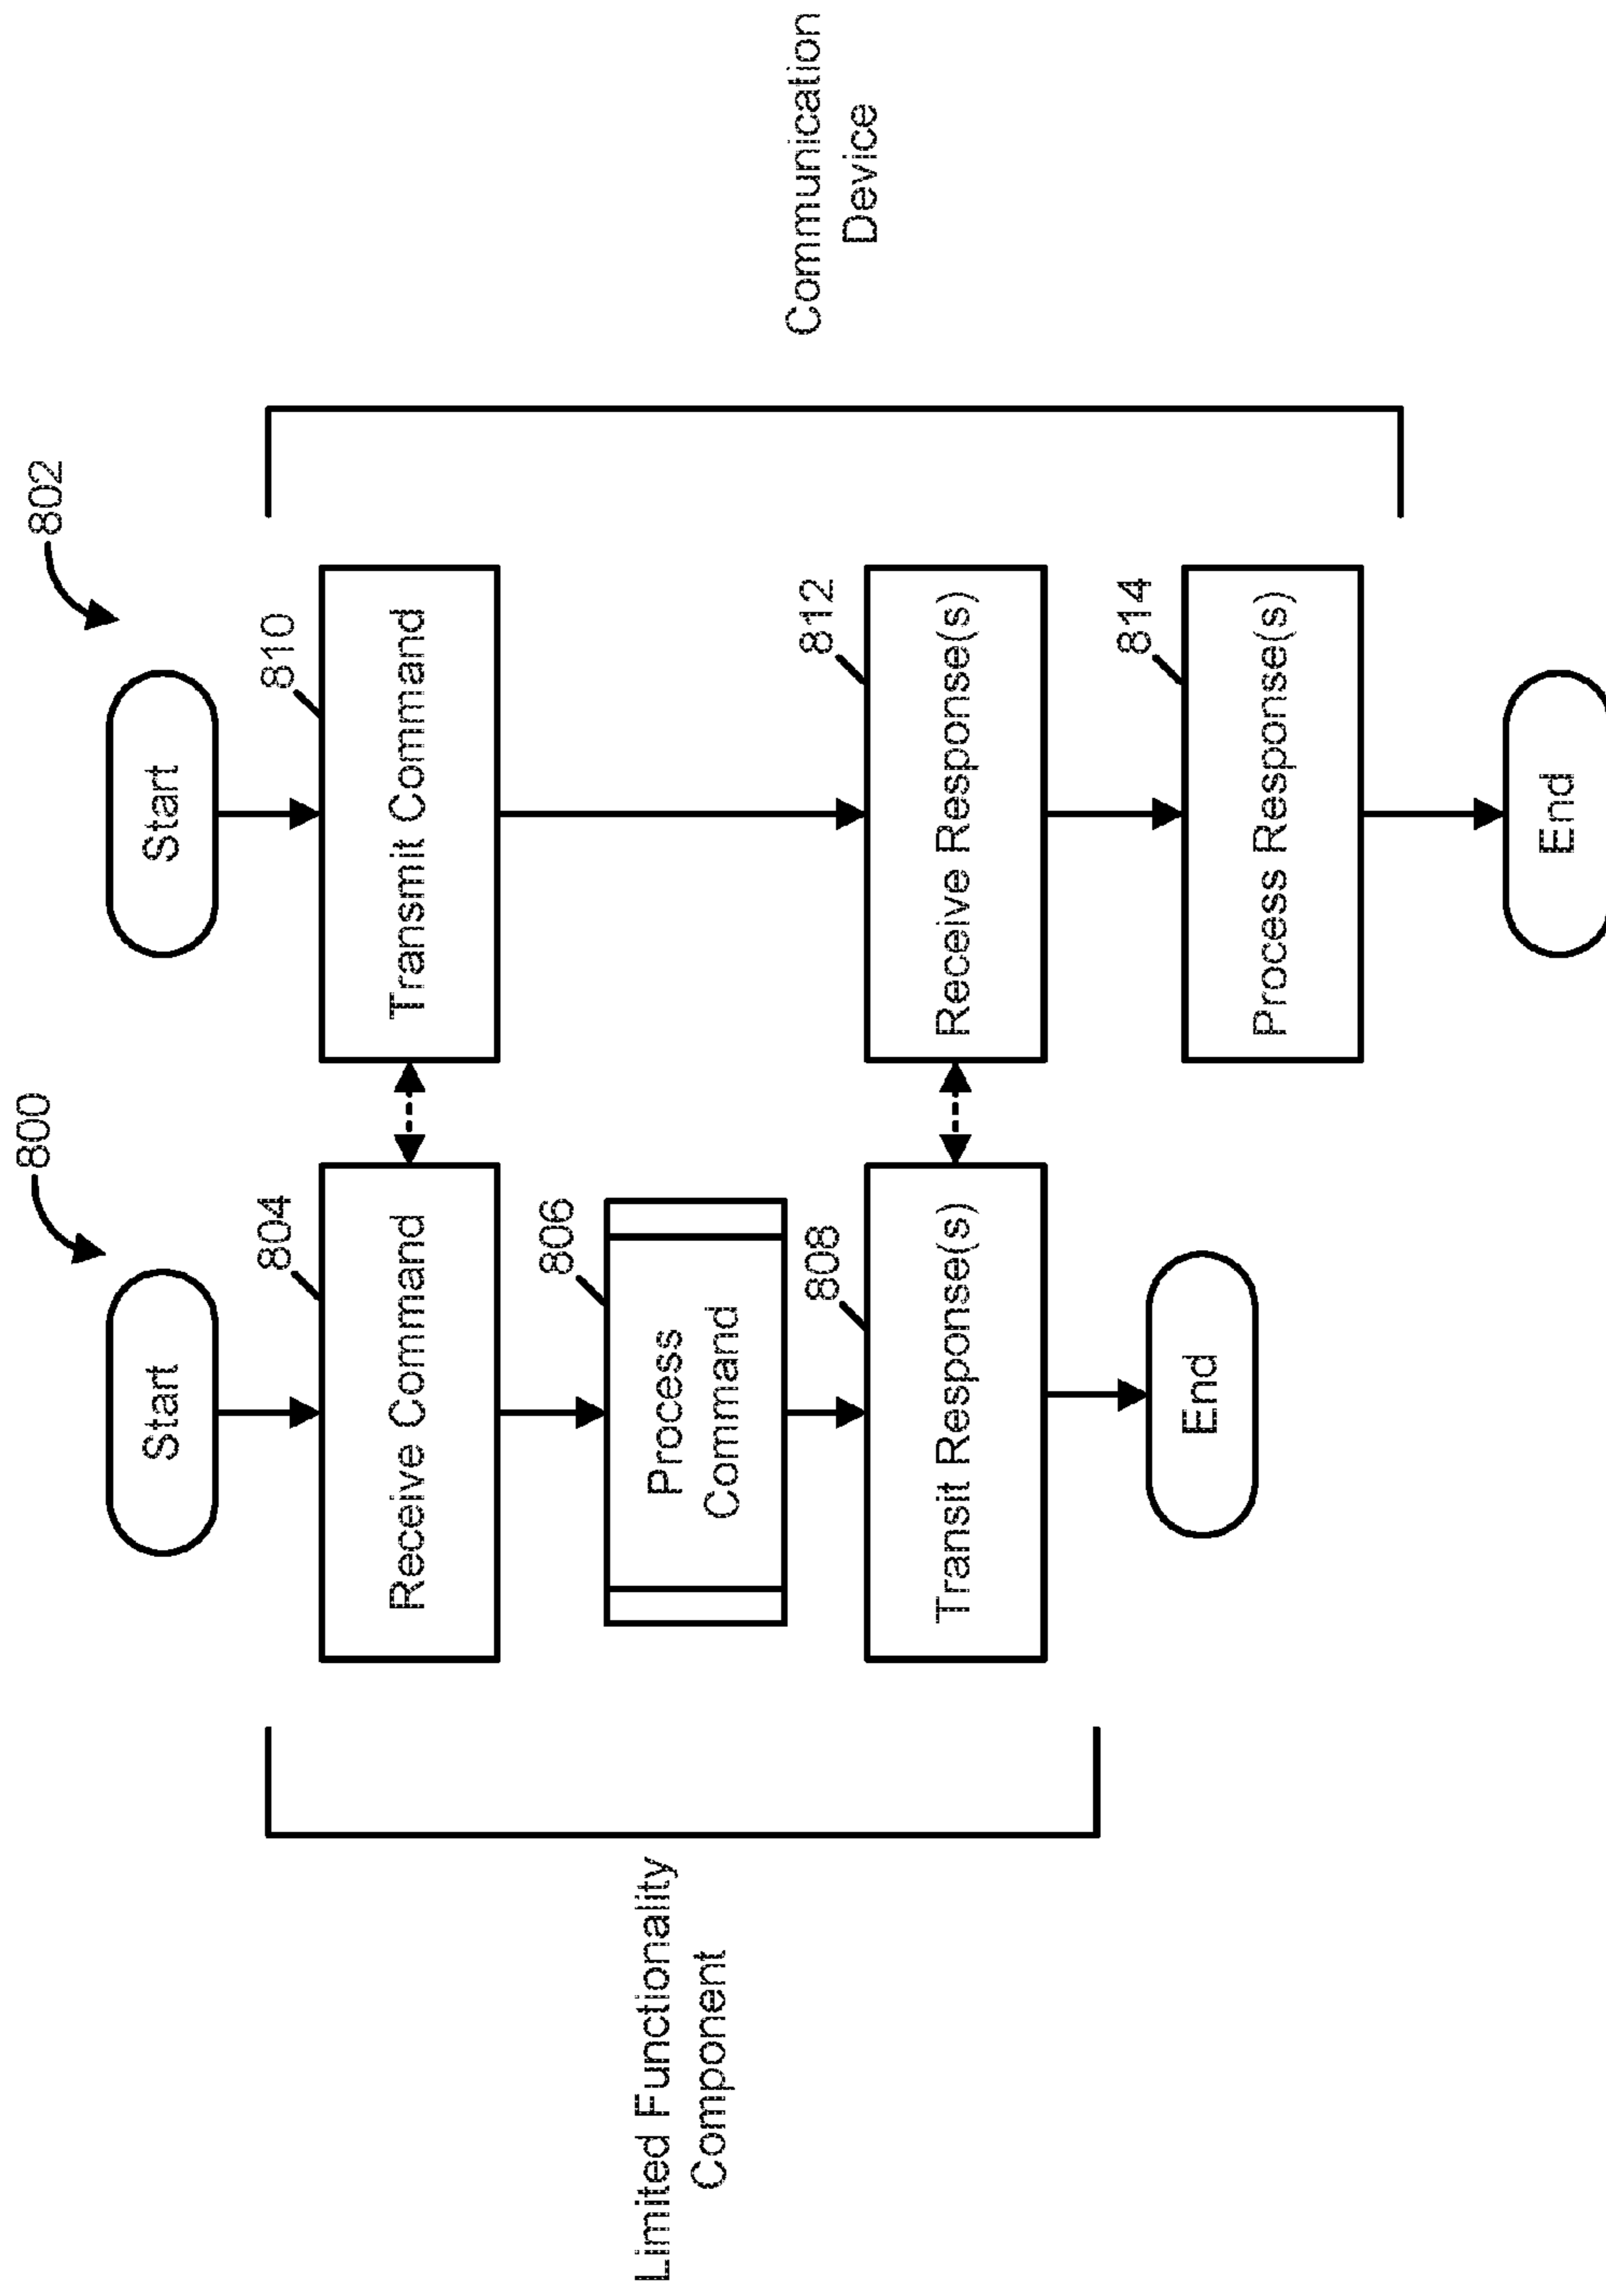 800
802
Start
Start
804
810
Receive Command
Transmit Command
806
Process
Command
Limited Functionality
Component
Communication
Device
808
812
Transit Response(s)
Receive Response(s)
814
Process Response(s)
End
End